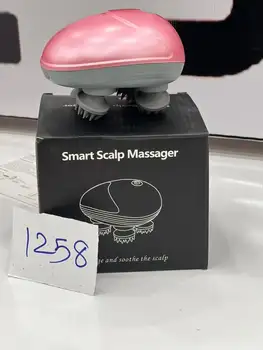 Smart Scalp Massager
1258
and soothe the scalp